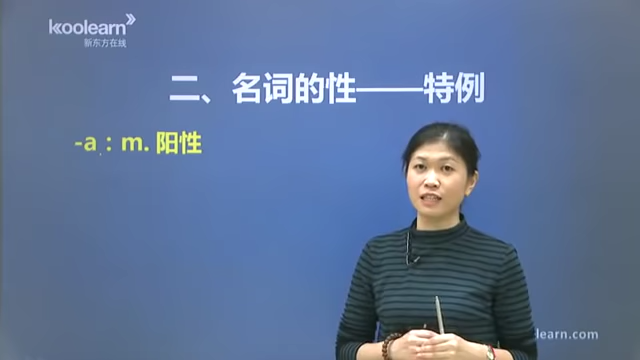 koolearn
新东方在线
二、名词的性——特例
-a：m. 阳性
learn.com